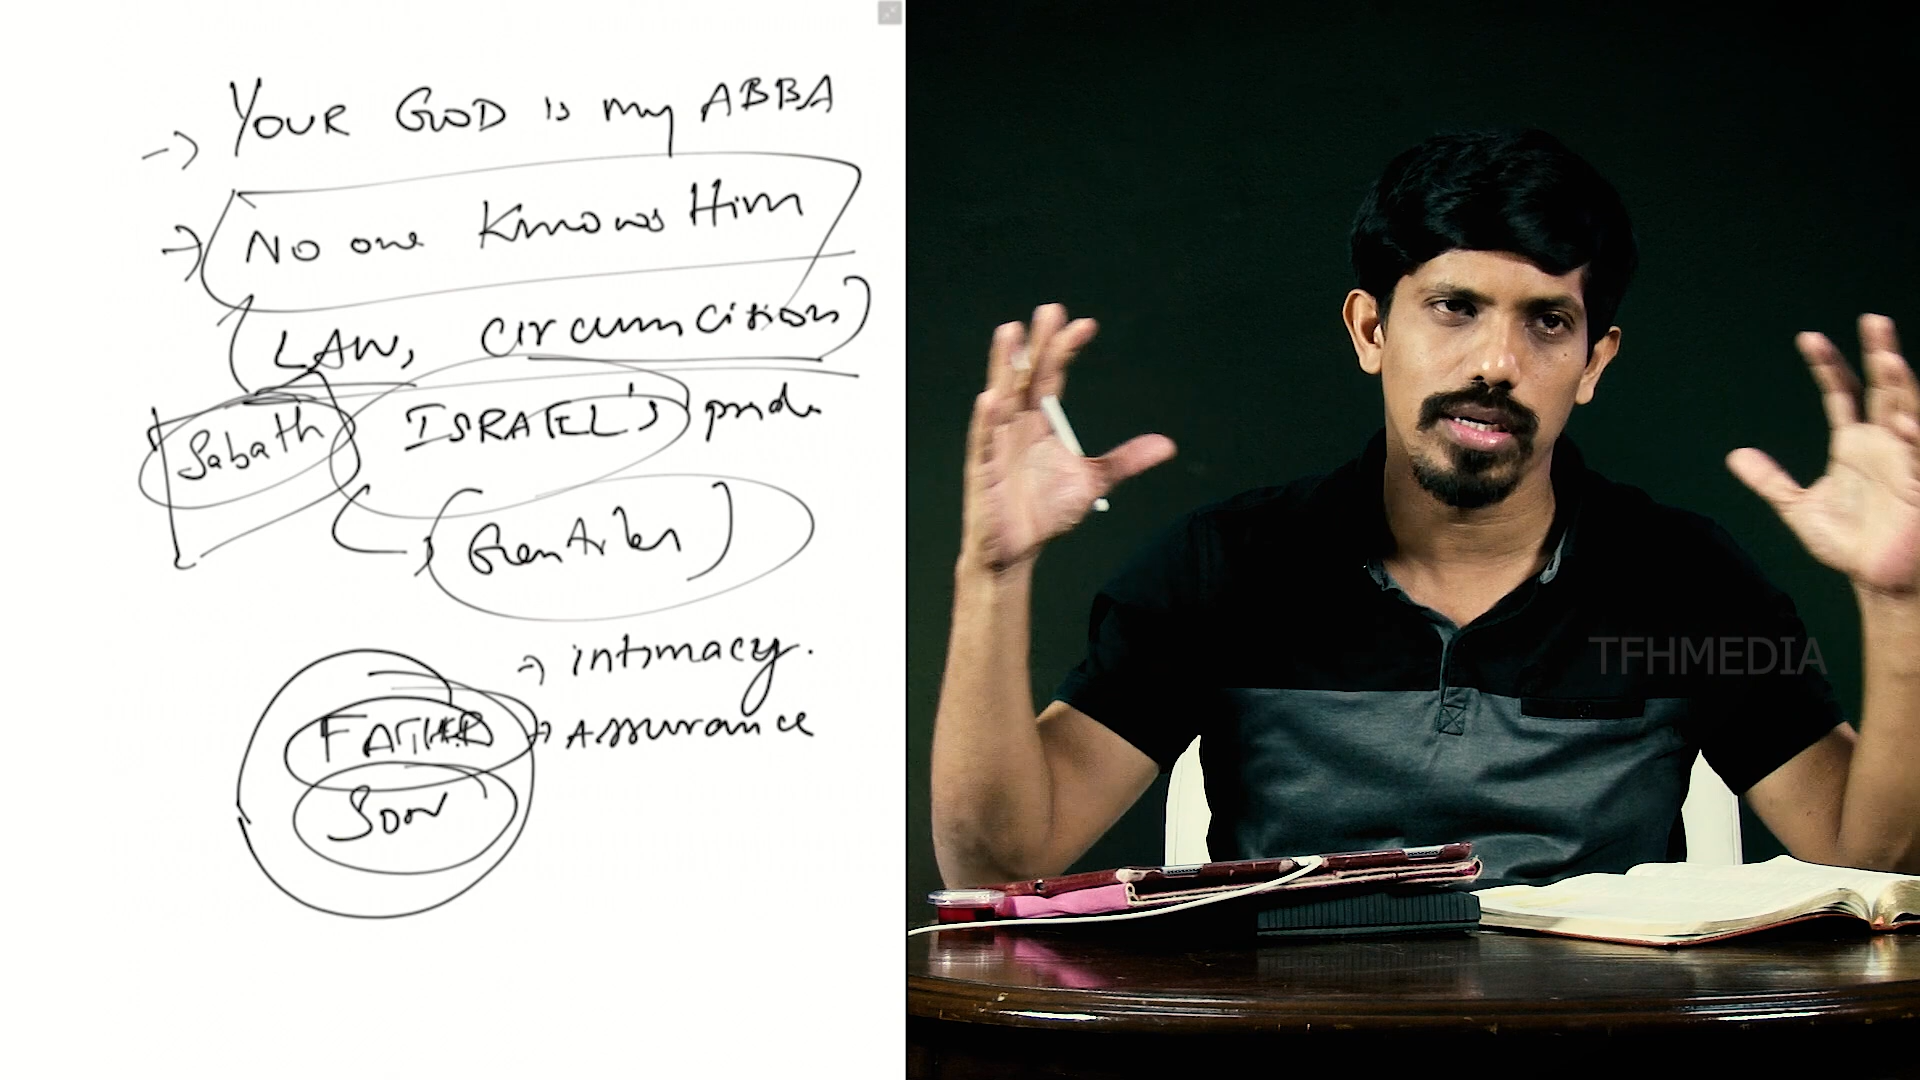 → YOUR GOD is my ABBA
→ No one Knows Him
(LAW, Circumcision)
Sabath ISRAEL's pride
(Gentiles)
→ intimacy.
FATHER → Assurance
SON
TFHMEDIA